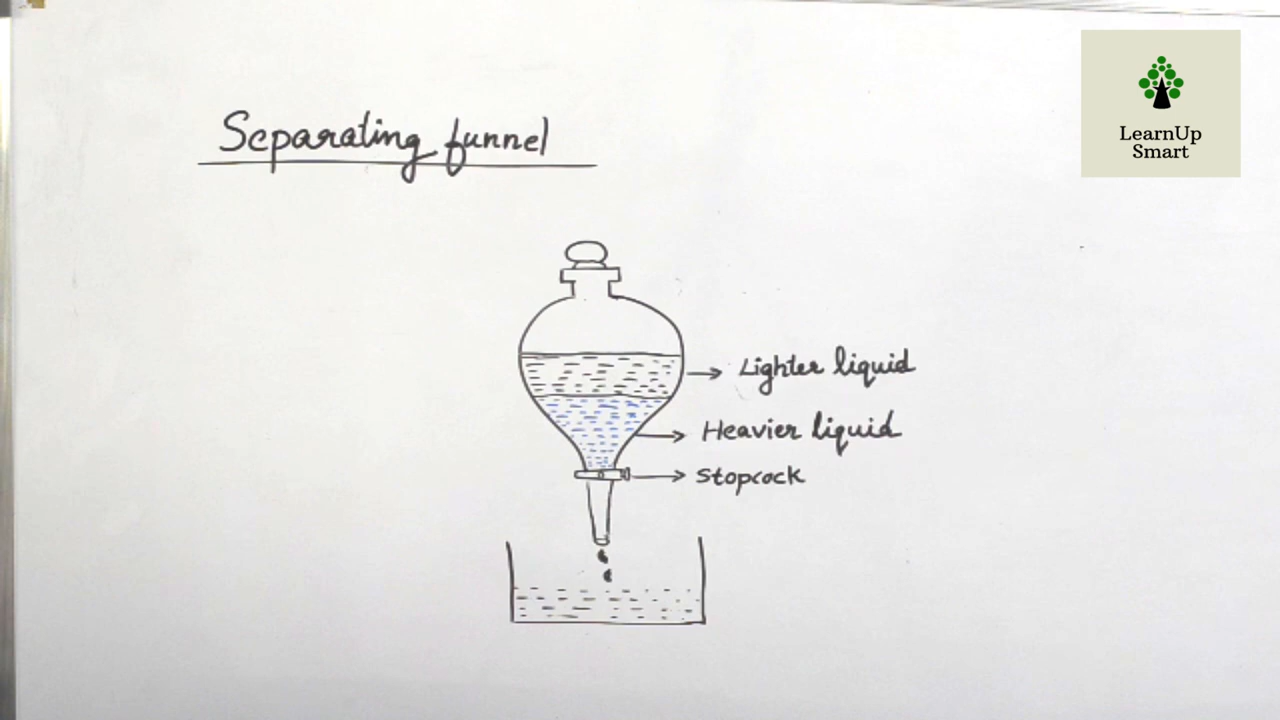 Separating funnel
LearnUp
Smart
Lighter liquid
Heavier liquid
Stopcock